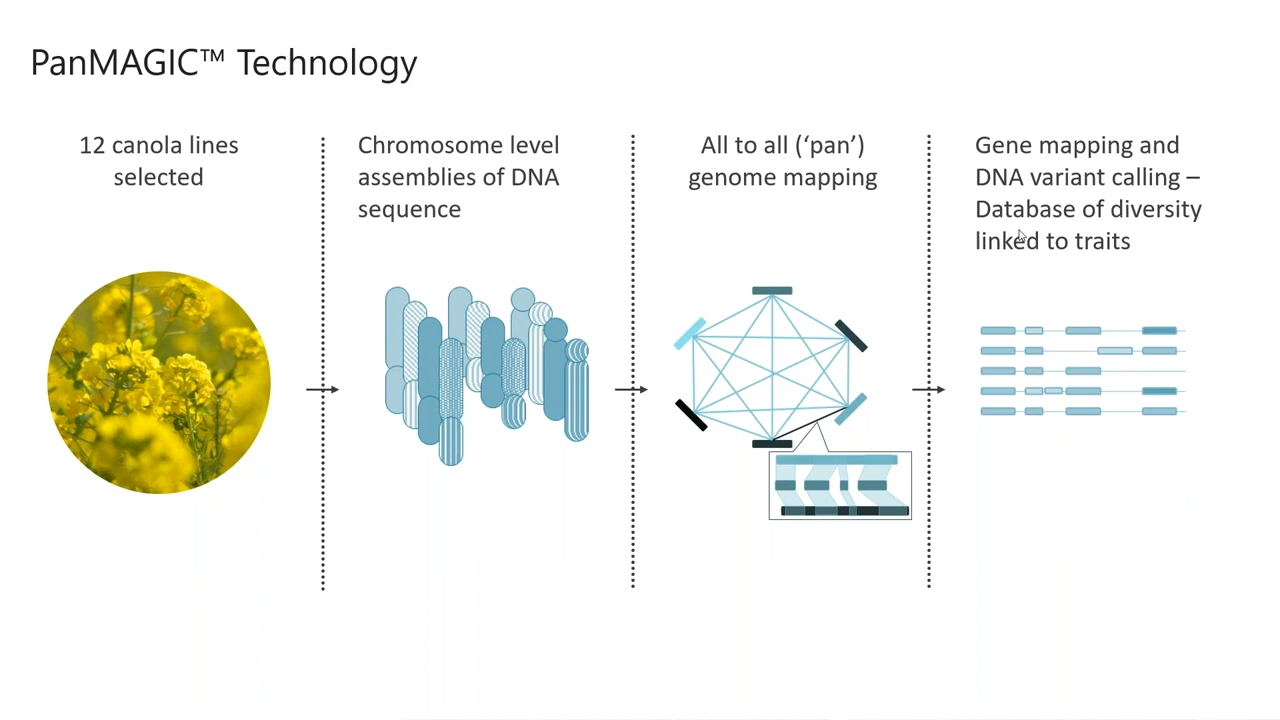 PanMAGIC™ Technology
12 canola lines
selected
Chromosome level
assemblies of DNA
sequence
All to all (‘pan’)
genome mapping
Gene mapping and
DNA variant calling –
Database of diversity
linked to traits